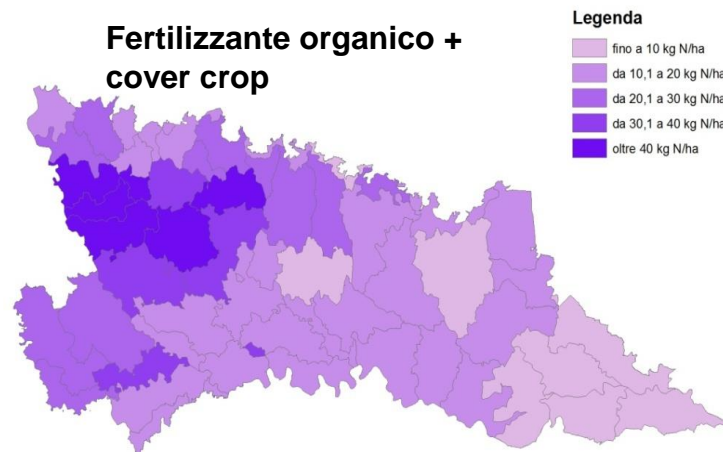 Fertilizzante organico +
cover crop
Legenda
fino a 10 kg N/ha
da 10,1 a 20 kg N/ha
da 20,1 a 30 kg N/ha
da 30,1 a 40 kg N/ha
oltre 40 kg N/ha